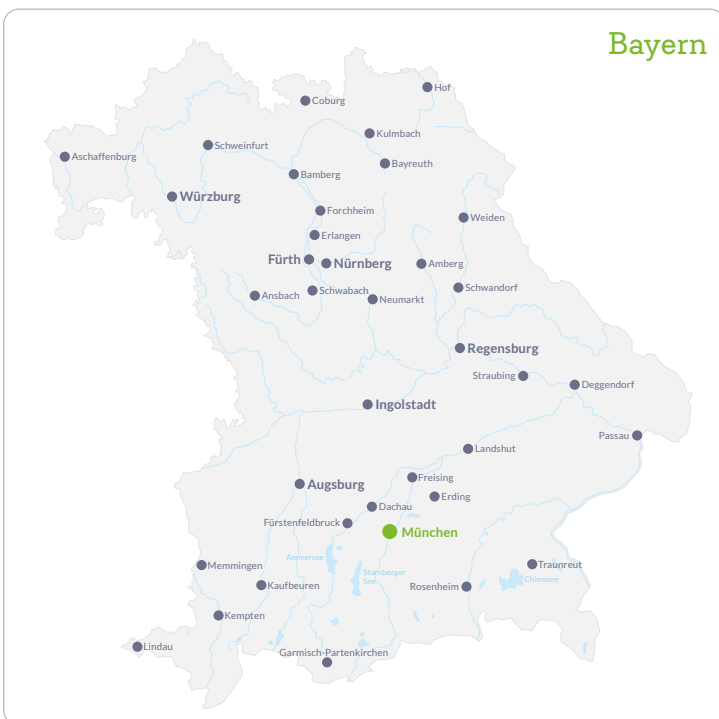 Bayern
Hof
Coburg
Kulmbach
Schweinfurt
Aschaffenburg
Bayreuth
Bamberg
Würzburg
Forchheim
Weiden
Erlangen
Fürth
Nürnberg
Amberg
Schwandorf
Schwabach
Ansbach
Neumarkt
Regensburg
Straubing
Deggendorf
Ingolstadt
Passau
Landshut
Freising
Augsburg
Erding
Dachau
Fürstenfeldbruck
München
Ammersee
Memmingen
Traunreut
Starnberger
See
Chiemsee
Kaufbeuren
Rosenheim
Kempten
Lindau
Garmisch-Partenkirchen